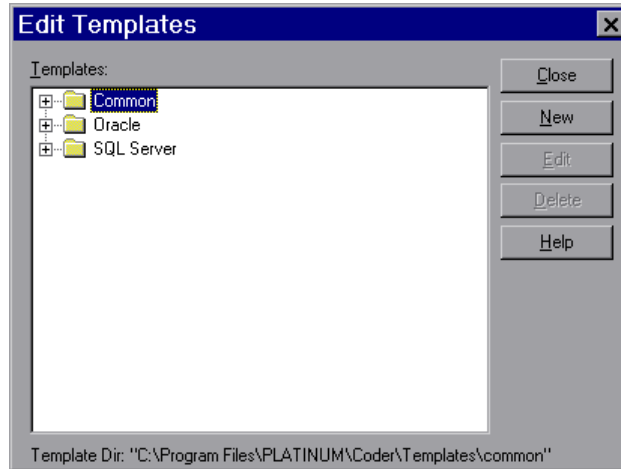 Edit Templates
Templates:
Common
Oracle
SQL Server
Close
New
Edit
Delete
Help
Template Dir: "C:\Program Files\PLATINUM\Coder\Templates\common"